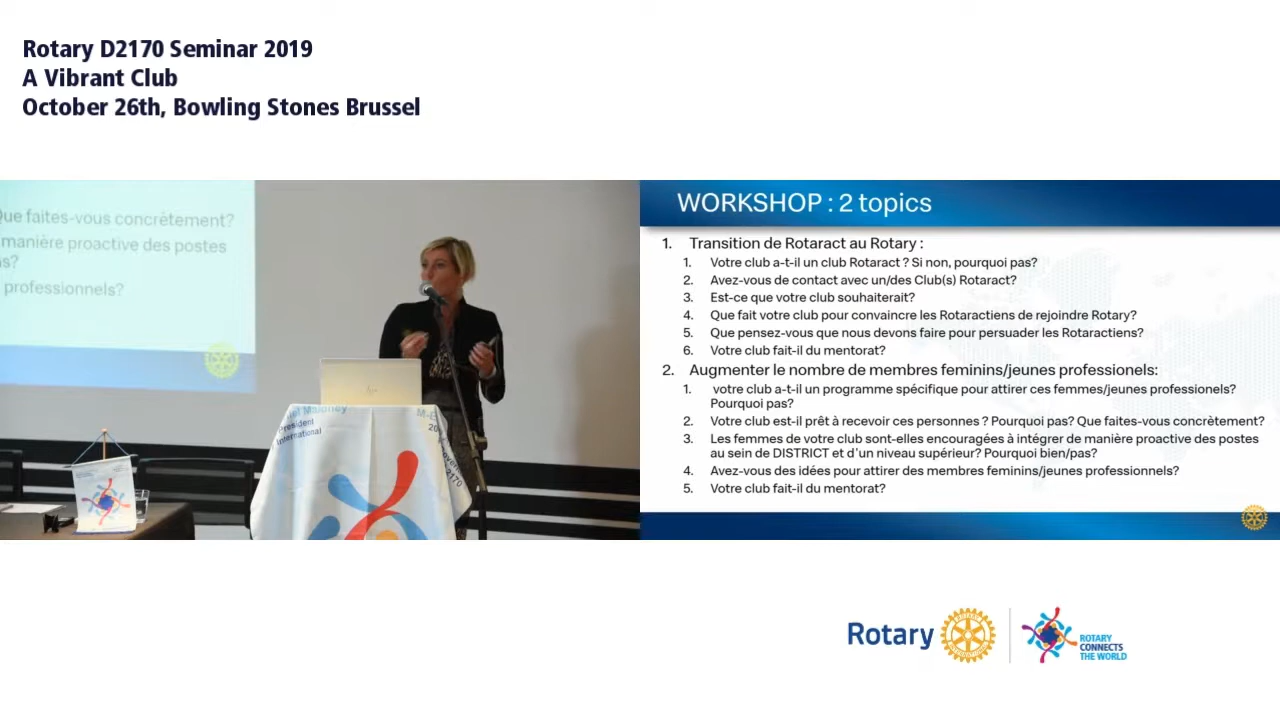 Rotary D2170 Seminar 2019
A Vibrant Club
October 26th, Bowling Stones Brussel
Que faites-vous concrètement?
manière proactive des postes
professionnels?
Maloney
President
International
2170
WORKSHOP : 2 topics
1. Transition de Rotaract au Rotary :
1. Votre club a-t-il un club Rotaract ? Si non, pourquoi pas?
2. Avez-vous de contact avec un/des Club(s) Rotaract?
3. Est-ce que votre club souhaiterait?
4. Que fait votre club pour convaincre les Rotaractiens de rejoindre Rotary?
5. Que pensez-vous que nous devons faire pour persuader les Rotaractiens?
6. Votre club fait-il du mentorat?
2. Augmenter le nombre de membres feminins/jeunes professionels:
1. votre club a-t-il un programme spécifique pour attirer ces femmes/jeunes professionels?
Pourquoi pas?
2. Votre club est-il prêt à recevoir ces personnes ? Pourquoi pas? Que faites-vous concrètement?
3. Les femmes de votre club sont-elles encouragées à intégrer de manière proactive des postes
au sein de DISTRICT et d'un niveau supérieur? Pourquoi bien/pas?
4. Avez-vous des idées pour attirer des membres feminins/jeunes professionnels?
5. Votre club fait-il du mentorat?
Rotary
ROTARY
CONNECTS
THE WORLD